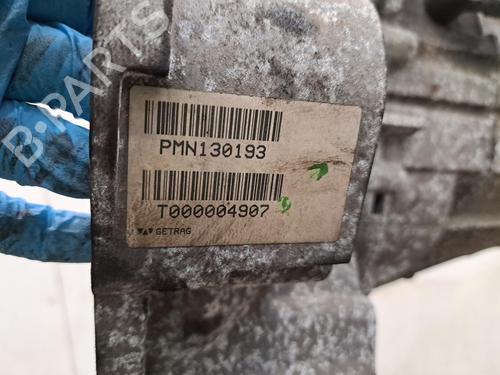 B-PARTS
PMN130193
T000004907
GETRAG